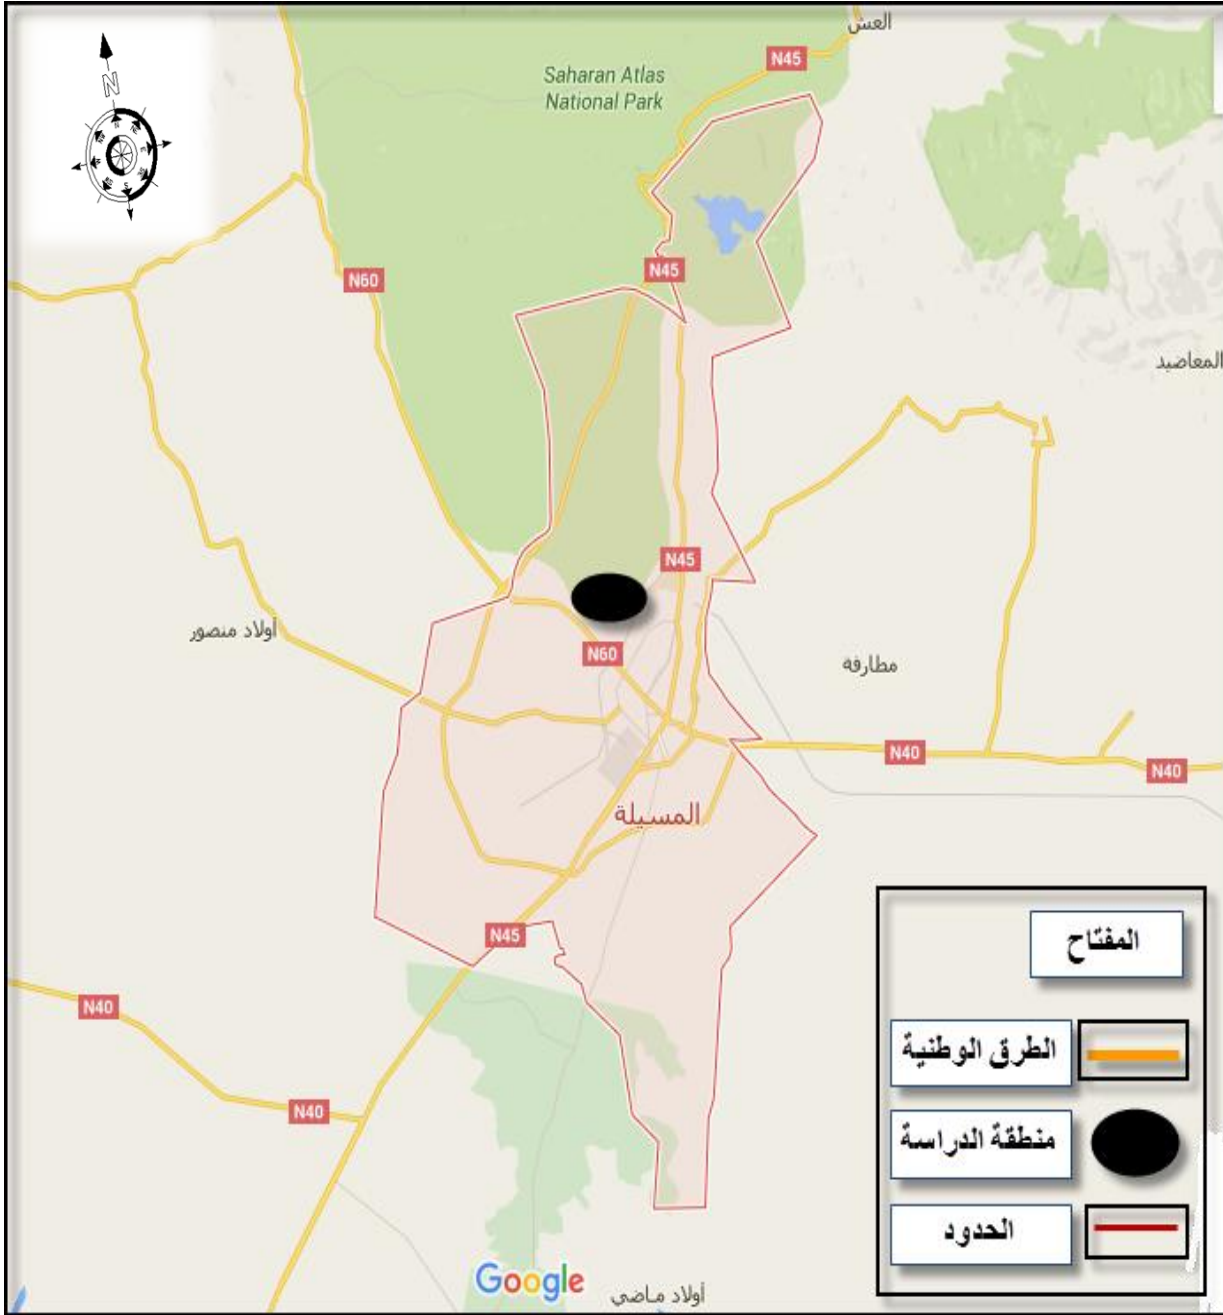 العش
N45
Saharan Atlas
National Park
N
N45
N60
المعاضيد
N45
أولاد منصور
N60
مطارفة
N40
N40
المسيلة
N45
المفتاح
N40
الطرق الوطنية
N40
منطقة الدراسة
الحدود
Google
أولاد ماضي